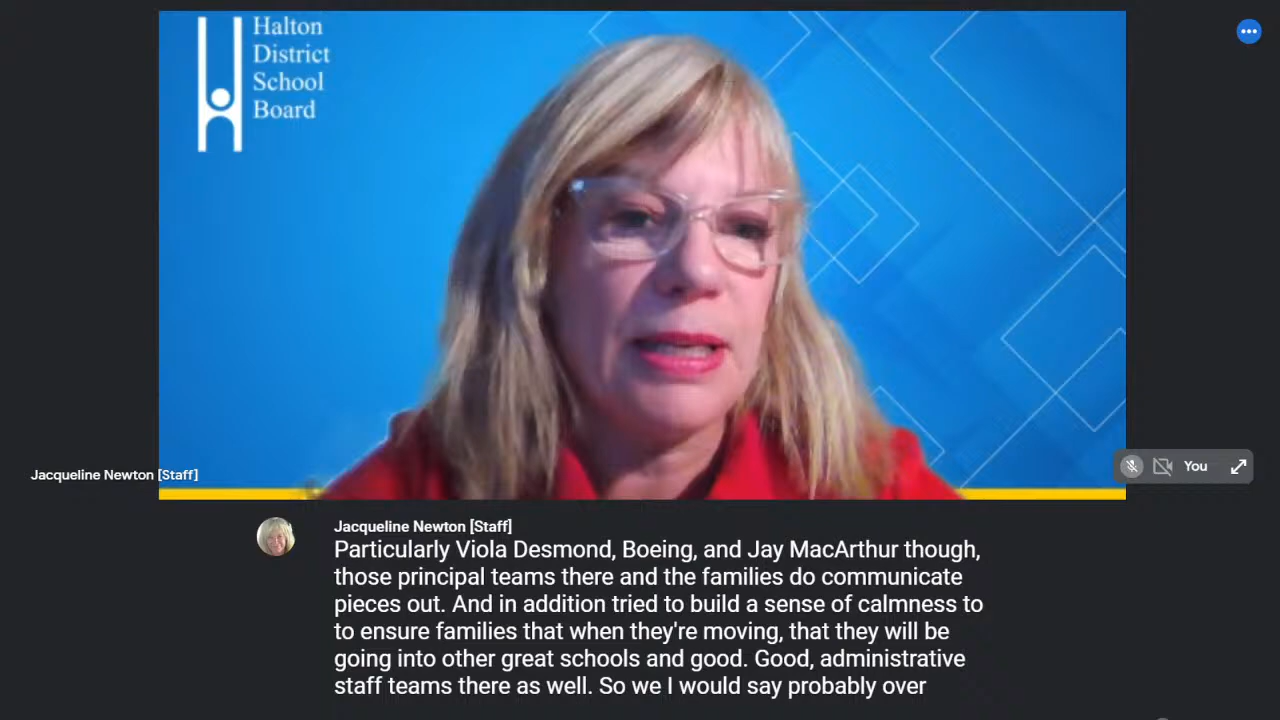 Halton
District
School
Board
Jacqueline Newton [Staff]
You
Jacqueline Newton [Staff]
Particularly Viola Desmond, Boeing, and Jay MacArthur though,
those principal teams there and the families do communicate
pieces out. And in addition tried to build a sense of calmness to
to ensure families that when they're moving, that they will be
going into other great schools and good. Good, administrative
staff teams there as well. So we I would say probably over